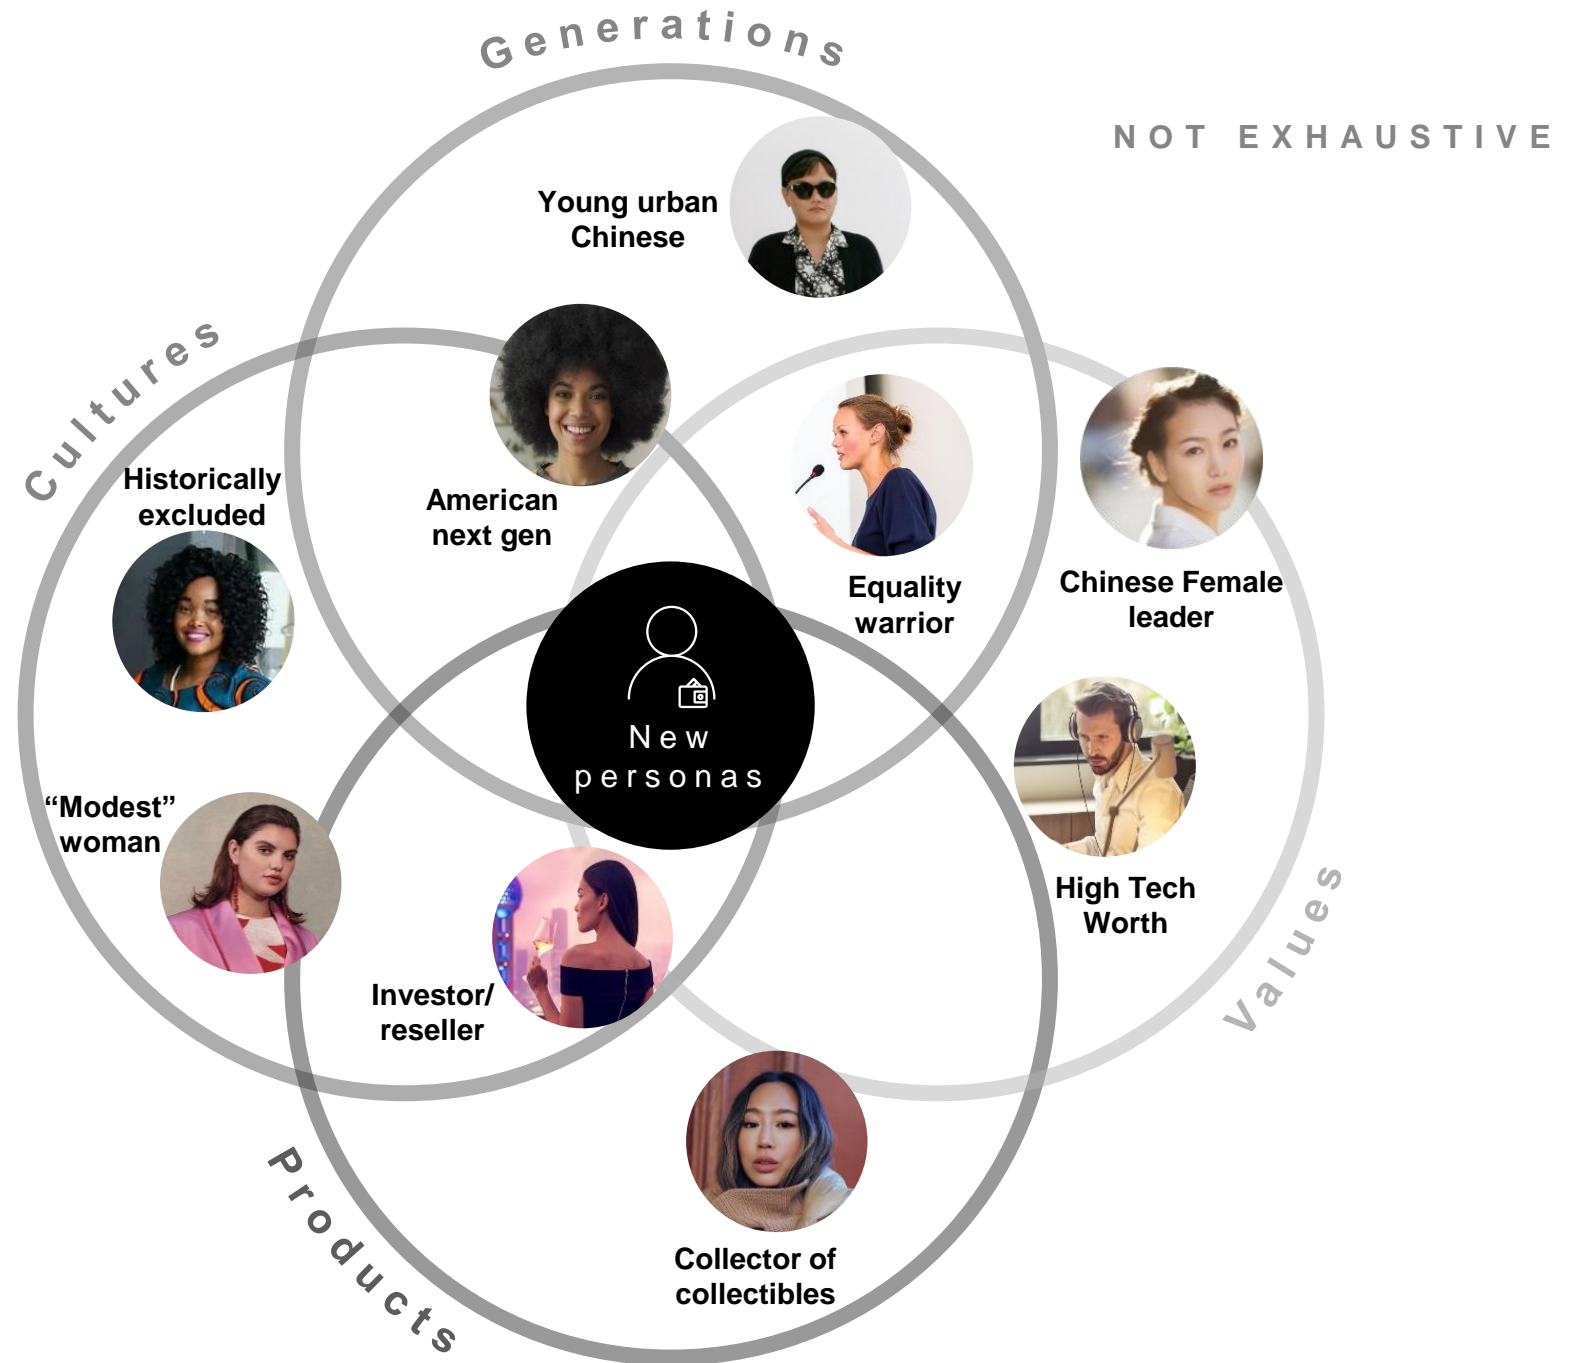 Generations
NOT EXHAUSTIVE
Young urban
Chinese
Cultures
Historically
excluded
American
next gen
Equality
warrior
Chinese Female
leader
New
personas
“Modest”
woman
High Tech
Worth
Values
Investor/
reseller
Products
Collector of
collectibles